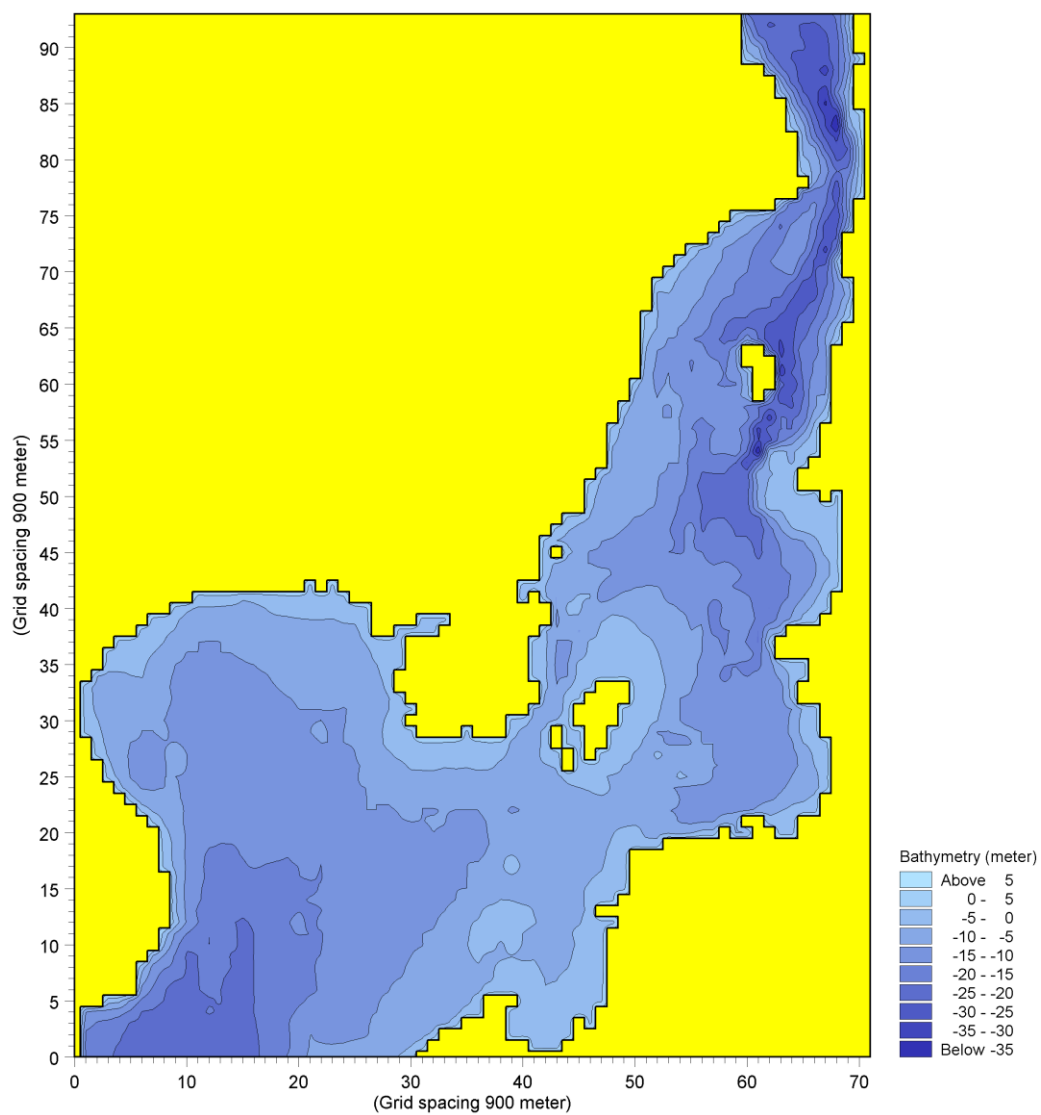 90
85
80
75
70
65
60
55
50
45
40
35
30
25
20
15
10
5
0
(Grid spacing 900 meter)
0 10 20 30 40 50 60 70
(Grid spacing 900 meter)
Bathymetry (meter)
Above 5
0 - 5
-5 - 0
-10 - -5
-15 - -10
-20 - -15
-25 - -20
-30 - -25
-35 - -30
Below -35